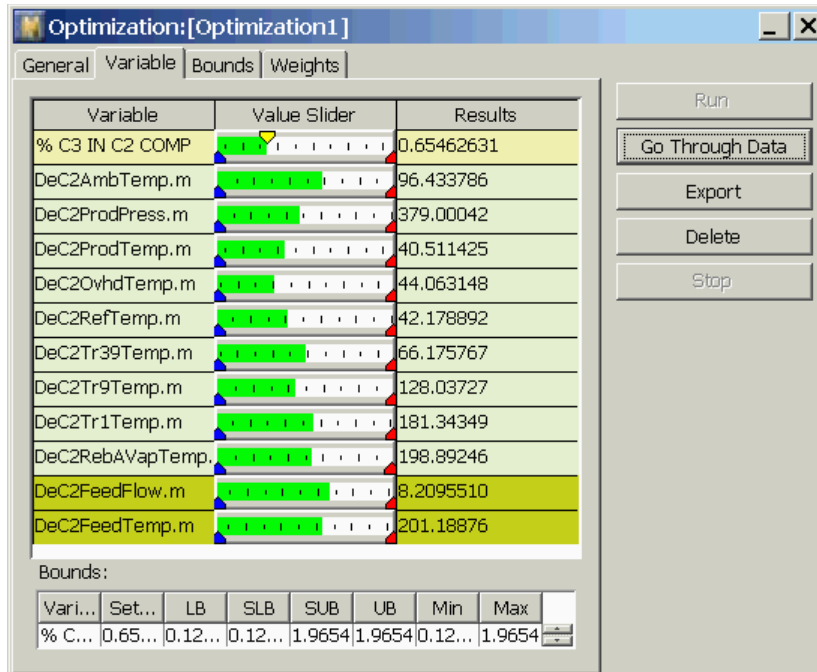 Optimization:[Optimization1]
General Variable Bounds Weights
Variable Value Slider Results
% C3 IN C2 COMP 0.65462631
DeC2AmbTemp.m 96.433786
DeC2ProdPress.m 379.00042
DeC2ProdTemp.m 40.511425
DeC2OvhdTemp.m 44.063148
DeC2RefTemp.m 42.178892
DeC2Tr39Temp.m 66.175767
DeC2Tr9Temp.m 128.03727
DeC2Tr1Temp.m 181.34349
DeC2RebAVapTemp. 198.89246
DeC2FeedFlow.m 8.2095510
DeC2FeedTemp.m 201.18876
Run
Go Through Data
Export
Delete
Stop
Bounds:
Vari... Set... LB SLB SUB UB Min Max
% C... 0.65... 0.12... 0.12... 1.9654 1.9654 0.12... 1.9654